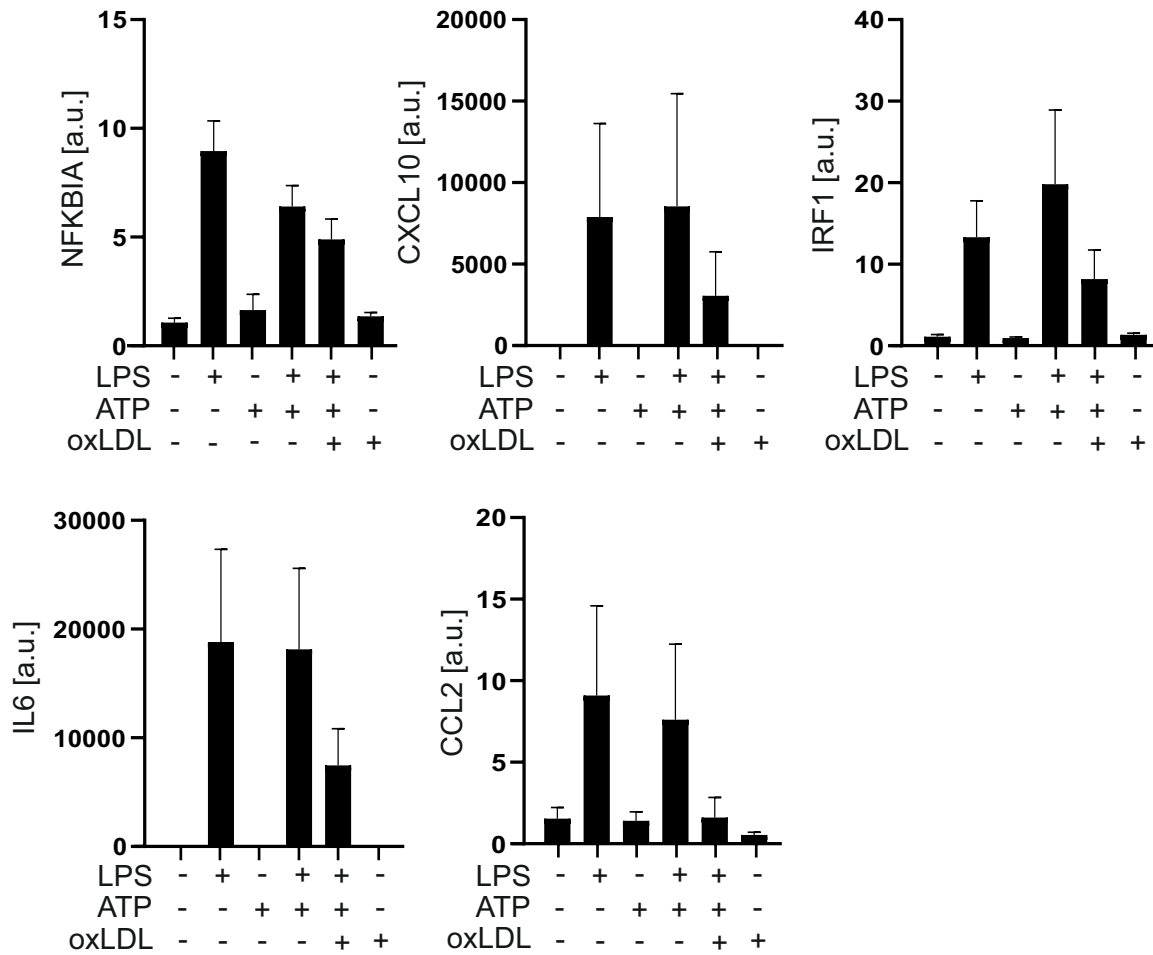 NFKBIA [a.u.]
15
10
5
0
LPS - + - + + -
ATP - - + + + -
oxLDL - - - - + +
CXCL10 [a.u.]
20000
15000
10000
5000
0
LPS - + - + + -
ATP - - + + + -
oxLDL - - - - + +
IRF1 [a.u.]
40
30
20
10
0
LPS - + - + + -
ATP - - + + + -
oxLDL - - - - + +
IL6 [a.u.]
30000
20000
10000
0
LPS - + - + + -
ATP - - + + + -
oxLDL - - - - + +
CCL2 [a.u.]
20
15
10
5
0
LPS - + - + + -
ATP - - + + + -
oxLDL - - - - + +